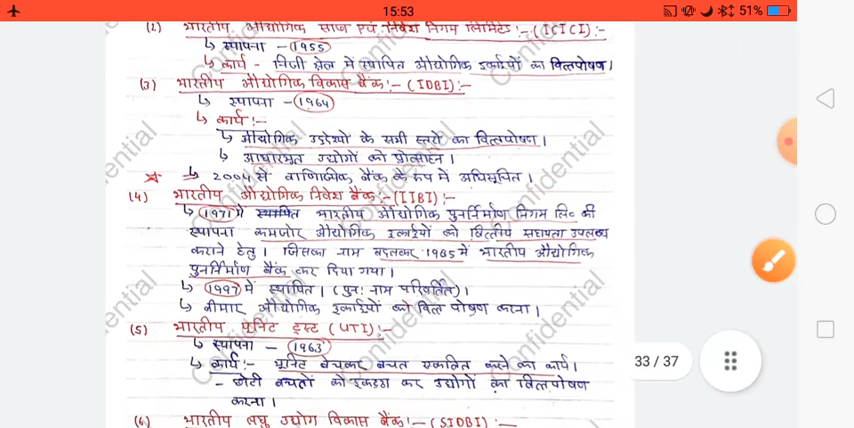 15:53
51%
(2) भारतीय औद्योगिक साख एवं निवेश निगम लिमिटेड:- (ICICI) :-
↳ स्थापना - 1955
↳ कार्य - निजी क्षेत्र में स्थापित औद्योगिक इकाईयों का वित्तपोषण।
(3) भारतीय औद्योगिक विकास बैंक:- (IDBI) :-
↳ स्थापना - 1964
↳ कार्य :-
↳ औद्योगिक उद्देश्यों के सभी स्तरों का वित्तपोषण।
↳ आधारभूत उद्योगों को प्रोत्साहन।
☆ ↳ 2004 से वाणिज्यिक बैंक के रूप में अधिसूचित।
(4) भारतीय औद्योगिक निवेश बैंक:- (IIBI) :-
↳ 1971 में स्थापित भारतीय औद्योगिक पुनर्निर्माण निगम लि० की
स्थापना कमजोर औद्योगिक इकाईयों को वित्तीय सहायता उपलब्ध
कराने हेतु। जिसका नाम बदलकर 1985 में भारतीय औद्योगिक
पुनर्निर्माण बैंक कर दिया गया।
↳ 1997 में स्थापित। (पुनः नाम परिवर्तित)।
↳ बीमार औद्योगिक इकाईयों को वित्त पोषण करना।
(5) भारतीय यूनिट ट्रस्ट (UTI) :-
↳ स्थापना - 1963
↳ कार्य :- यूनिट बेचकर बचत एकत्रित करने का कार्य।
- छोटी बचतों को इकट्ठा कर उद्योगों का वित्तपोषण
करना।
33 / 37
(6) भारतीय लघु उद्योग विकास बैंक:- (SIDBI) :-
Confidential